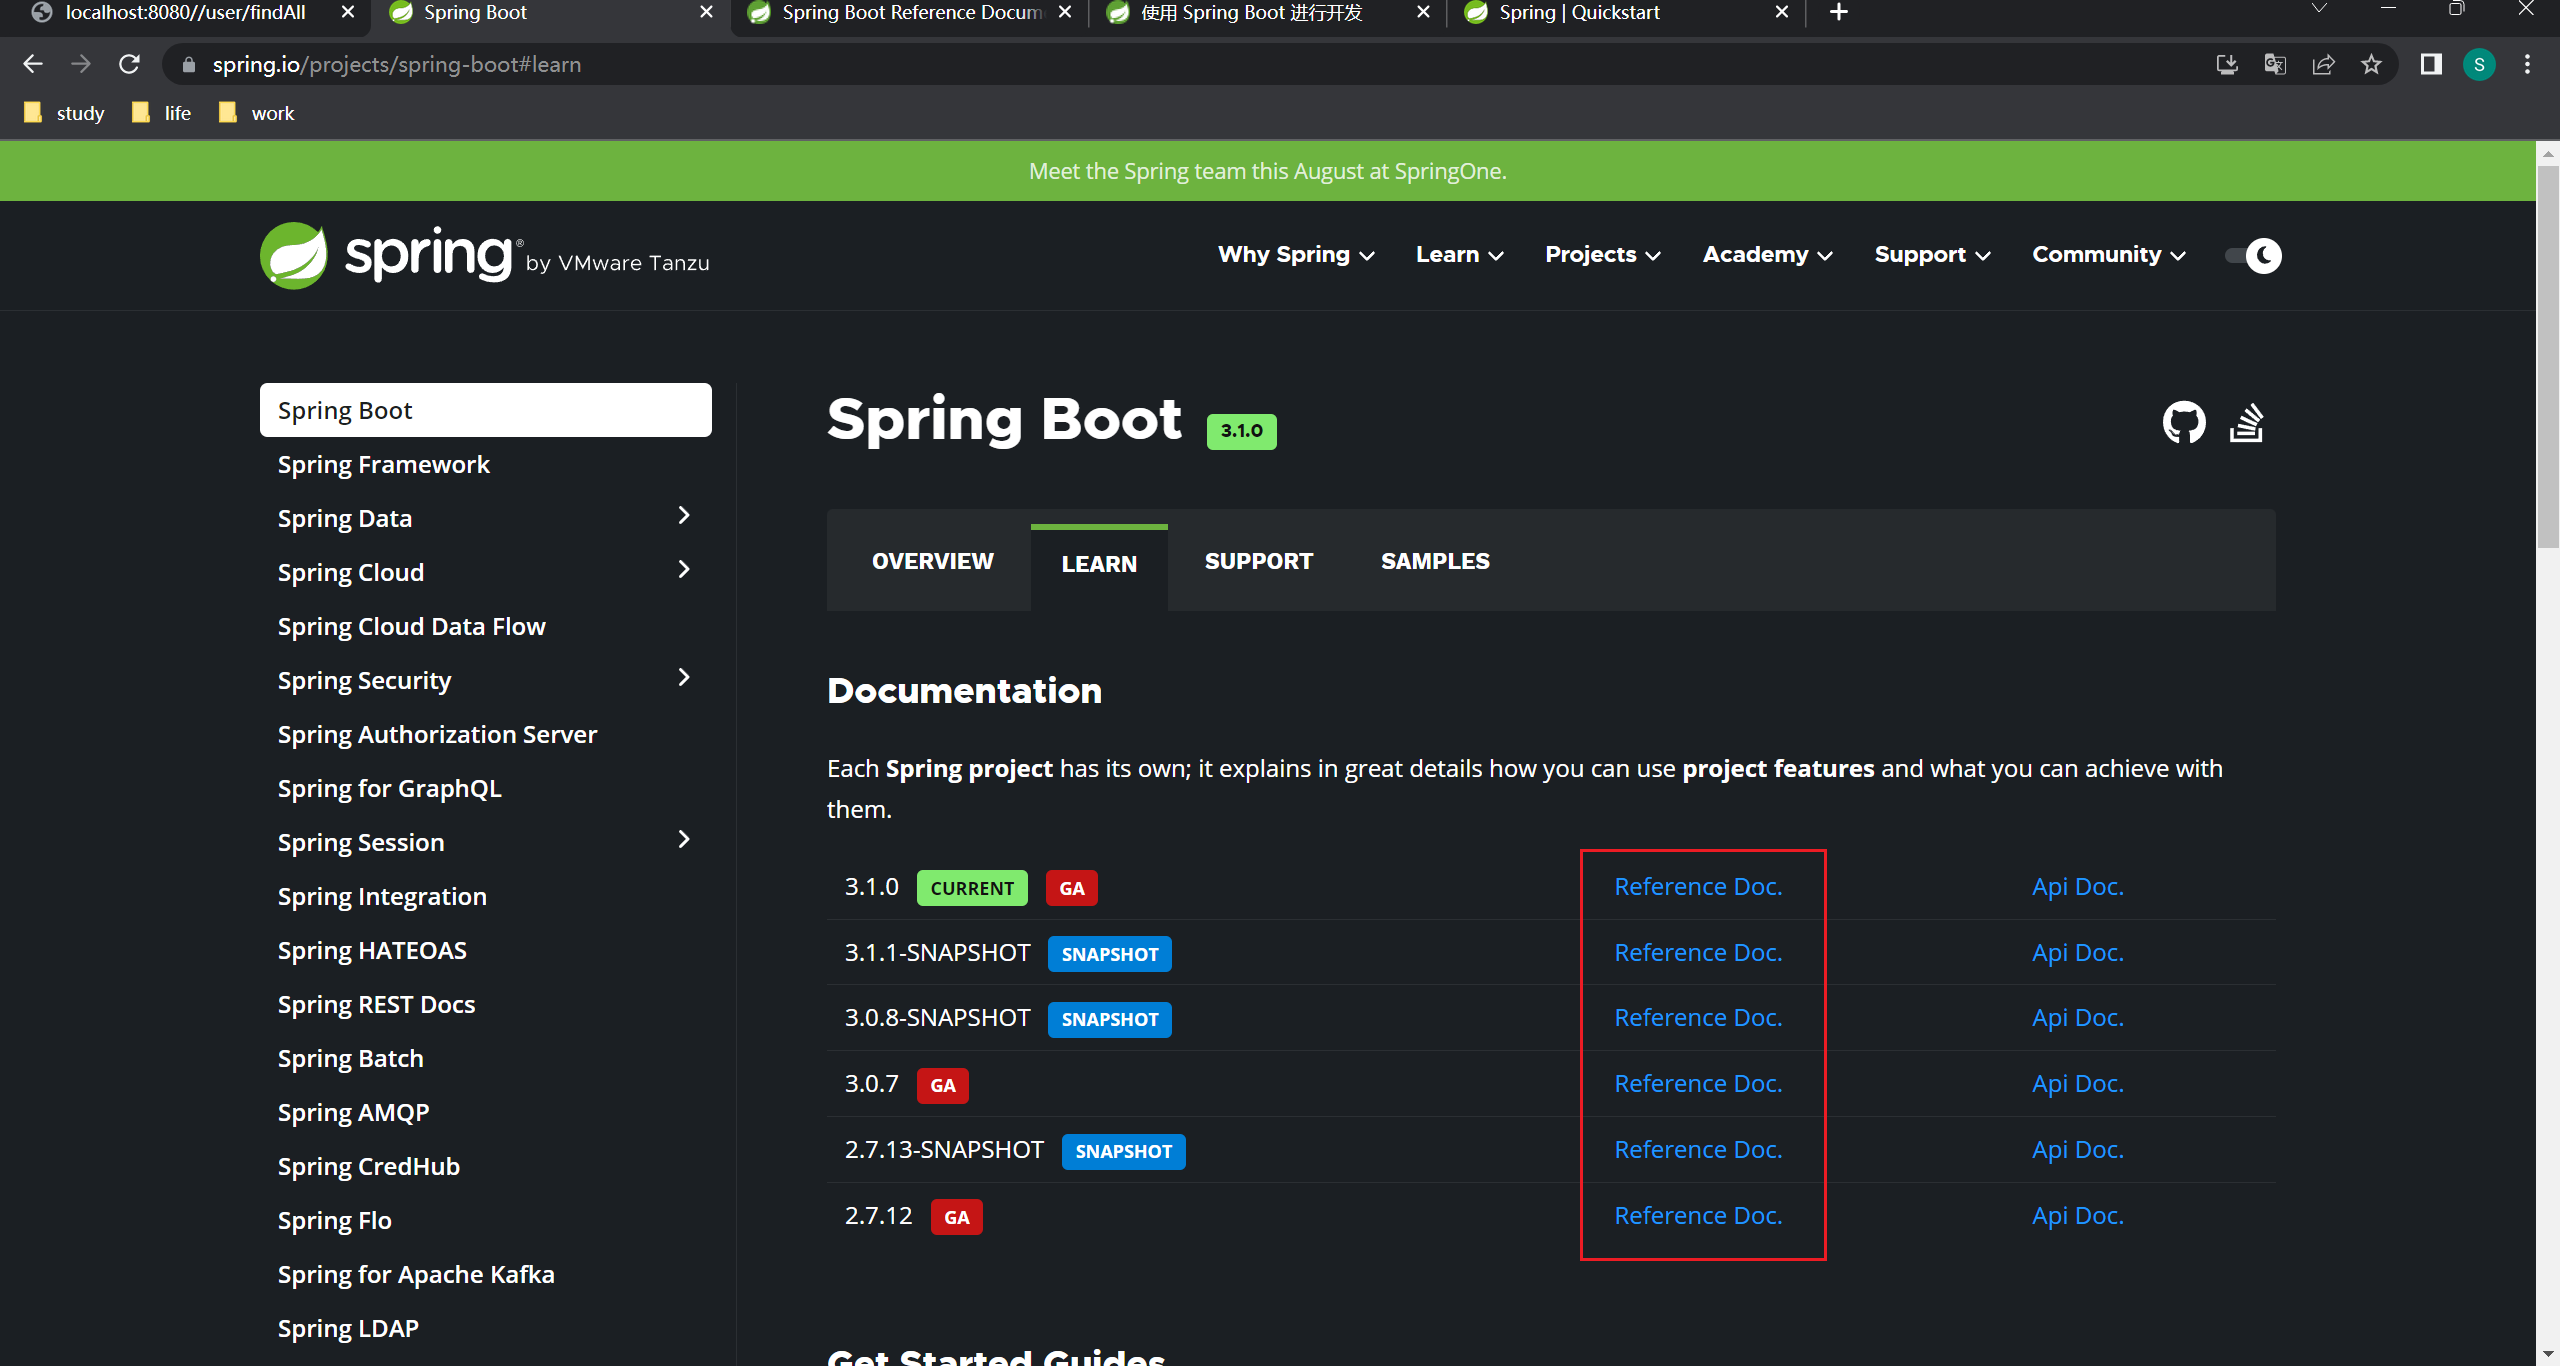 localhost:8080//user/findAll
Spring Boot
Spring Boot Reference Docum
使用 Spring Boot 进行开发
Spring | Quickstart
spring.io/projects/spring-boot#learn
S
study
life
work
Meet the Spring team this August at SpringOne.
spring® by VMware Tanzu
Why Spring
Learn
Projects
Academy
Support
Community
Spring Boot
Spring Framework
Spring Data
Spring Cloud
Spring Cloud Data Flow
Spring Security
Spring Authorization Server
Spring for GraphQL
Spring Session
Spring Integration
Spring HATEOAS
Spring REST Docs
Spring Batch
Spring AMQP
Spring CredHub
Spring Flo
Spring for Apache Kafka
Spring LDAP
Spring Boot 3.1.0
OVERVIEW
LEARN
SUPPORT
SAMPLES
Documentation
Each Spring project has its own; it explains in great details how you can use project features and what you can achieve with
them.
3.1.0 CURRENT GA Reference Doc. Api Doc.
3.1.1-SNAPSHOT SNAPSHOT Reference Doc. Api Doc.
3.0.8-SNAPSHOT SNAPSHOT Reference Doc. Api Doc.
3.0.7 GA Reference Doc. Api Doc.
2.7.13-SNAPSHOT SNAPSHOT Reference Doc. Api Doc.
2.7.12 GA Reference Doc. Api Doc.
Get Started Guides